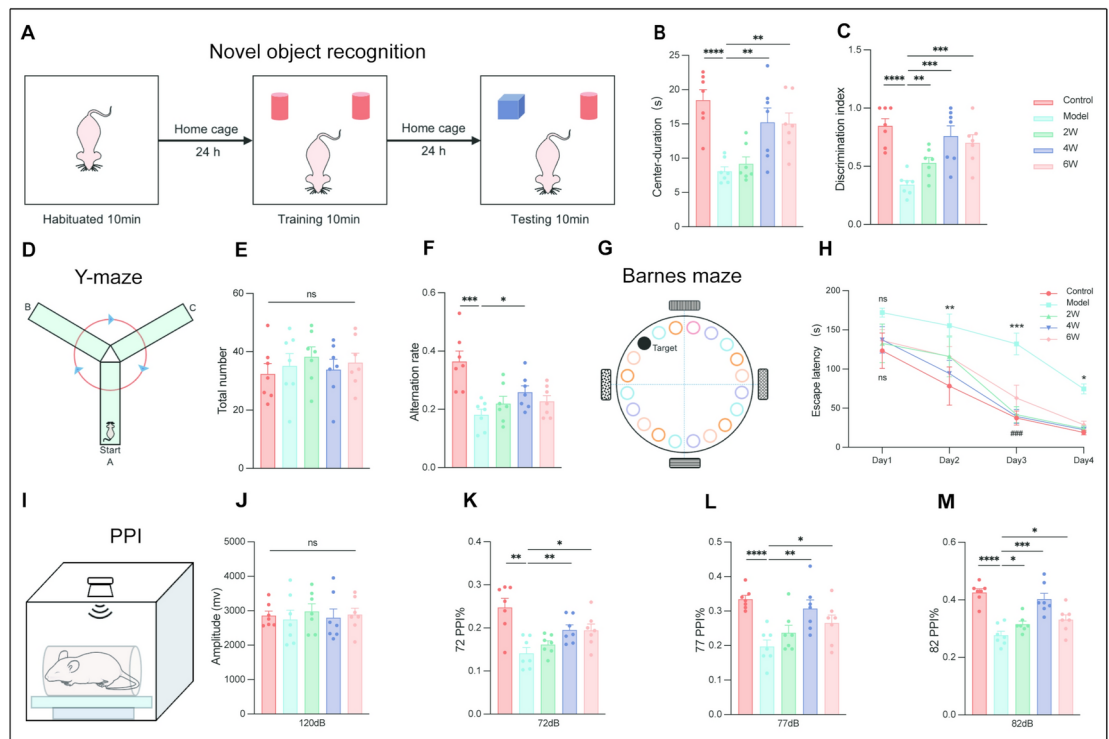 A
Novel object recognition
Home cage
24 h
Home cage
24 h
Habituated 10min
Training 10min
Testing 10min
B
Center-duration (s)
25
20
15
10
5
0
****
**
**
C
Discrimination index
1.5
1.0
0.5
0.0
****
**
***
***
Control
Model
2W
4W
6W
D
Y-maze
B
C
Start
A
E
Total number
60
40
20
0
ns
F
Alternation rate
0.6
0.4
0.2
0.0
***
*
G
Barnes maze
Target
H
Escape latency (s)
200
150
100
50
0
ns
ns
**
***
###
*
Day1
Day2
Day3
Day4
Control
Model
2W
4W
6W
I
PPI
J
Amplitude (mv)
5000
4000
3000
2000
1000
0
ns
120dB
K
72 PPI%
0.4
0.3
0.2
0.1
0.0
**
**
*
72dB
L
77 PPI%
0.5
0.4
0.3
0.2
0.1
0.0
****
**
*
77dB
M
82 PPI%
0.6
0.4
0.2
0.0
****
*
***
*
82dB